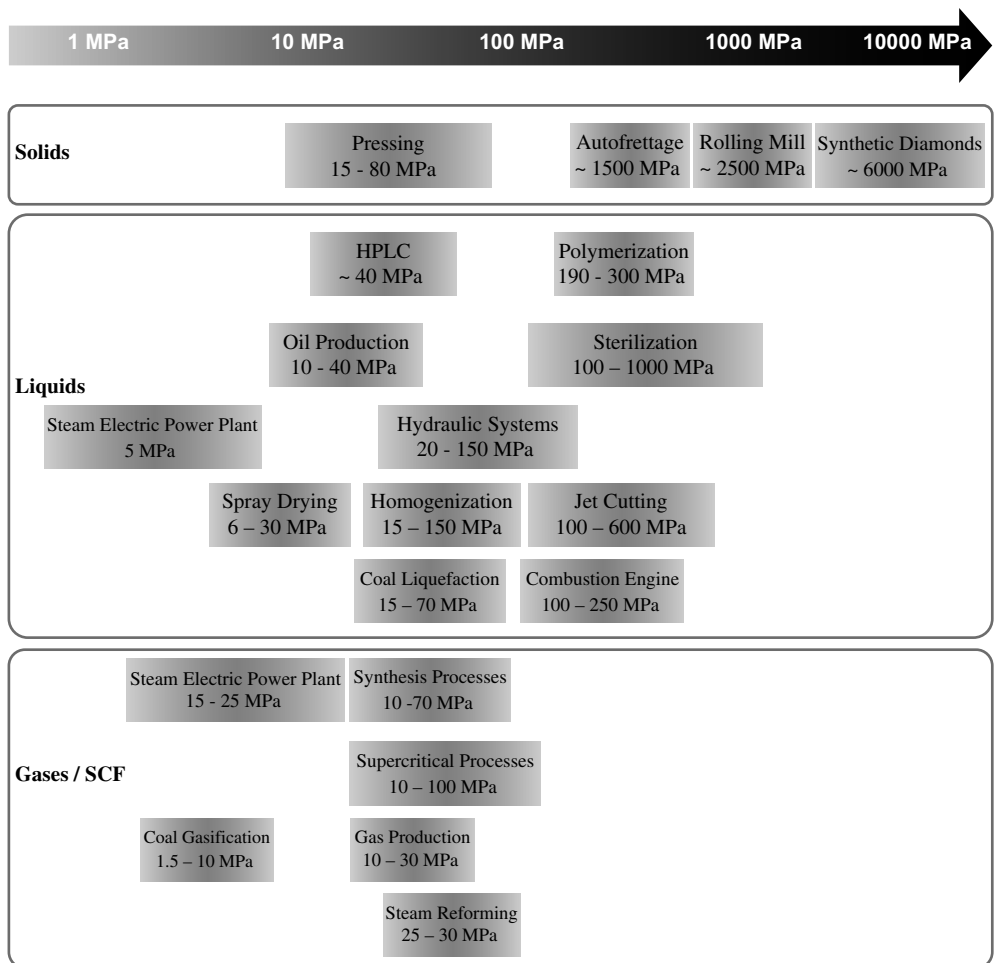 1 MPa 10 MPa 100 MPa 1000 MPa 10000 MPa
Solids
Pressing
15 - 80 MPa
Autofrettage
~ 1500 MPa
Rolling Mill
~ 2500 MPa
Synthetic Diamonds
~ 6000 MPa
Liquids
HPLC
~ 40 MPa
Polymerization
190 - 300 MPa
Oil Production
10 - 40 MPa
Sterilization
100 – 1000 MPa
Steam Electric Power Plant
5 MPa
Hydraulic Systems
20 - 150 MPa
Spray Drying
6 – 30 MPa
Homogenization
15 – 150 MPa
Jet Cutting
100 – 600 MPa
Coal Liquefaction
15 – 70 MPa
Combustion Engine
100 – 250 MPa
Gases / SCF
Steam Electric Power Plant
15 - 25 MPa
Synthesis Processes
10 -70 MPa
Supercritical Processes
10 – 100 MPa
Coal Gasification
1.5 – 10 MPa
Gas Production
10 – 30 MPa
Steam Reforming
25 – 30 MPa